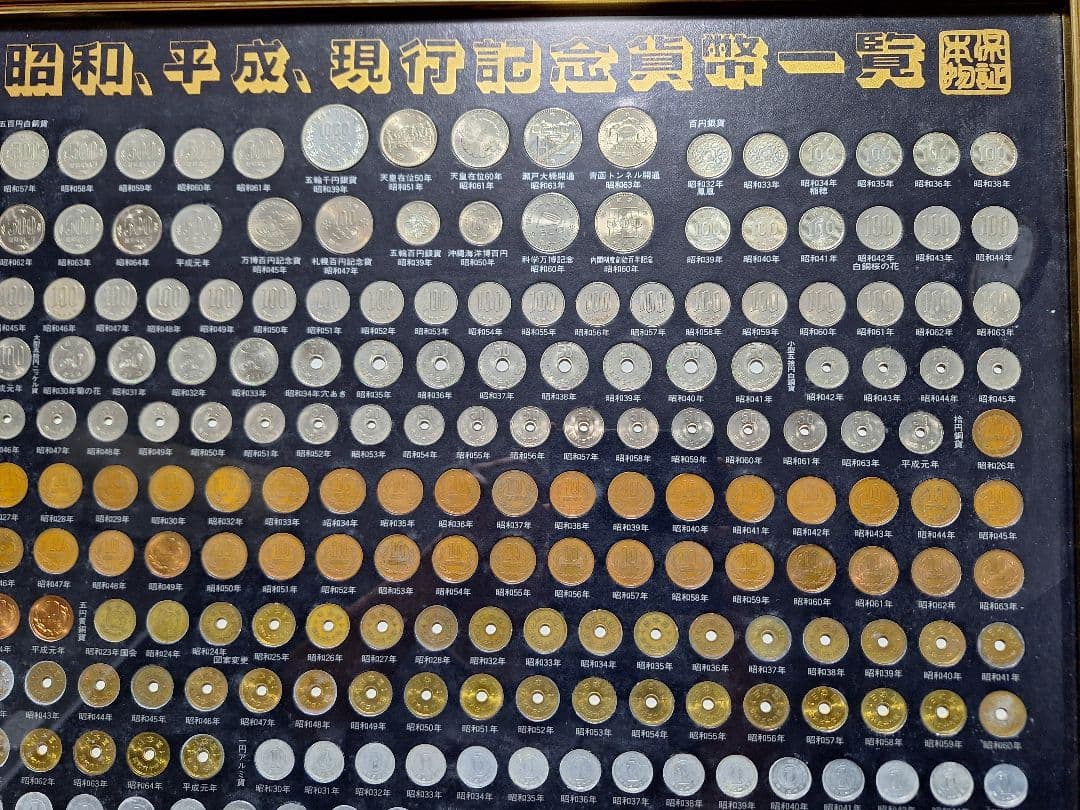 昭和、平成、現行記念貨幣一覧
保証
本物
五百円白銅貨
百円銀貨
昭和57年 昭和58年 昭和59年 昭和60年 昭和61年 五輪千円銀貨 昭和39年 天皇在位50年 昭和51年 天皇在位60年 昭和61年 瀬戸大橋開通 昭和63年 青函トンネル開通 昭和63年 昭和32年 鳳凰 昭和33年 昭和34年 稲穂 昭和35年 昭和36年 昭和38年
昭和62年 昭和63年 昭和64年 平成元年 万博百円記念貨 昭和45年 札幌百円記念貨 昭和47年 五輪百円銀貨 昭和39年 沖縄海洋博百円 昭和50年 科学万博記念 昭和60年 内閣制度創始百年記念 昭和60年 昭和39年 昭和40年 昭和41年 昭和42年 白銅桜の花 昭和43年 昭和44年
和45年 昭和46年 昭和47年 昭和48年 昭和49年 昭和50年 昭和51年 昭和52年 昭和53年 昭和54年 昭和55年 昭和56年 昭和57年 昭和58年 昭和59年 昭和60年 昭和61年 昭和62年 昭和63年
成元年 大型五拾円ニッケル貨 昭和30年菊の花 昭和31年 昭和32年 昭和33年 昭和34年穴あき 昭和35年 昭和36年 昭和37年 昭和38年 昭和39年 昭和40年 昭和41年 小型五拾円白銅貨 昭和42年 昭和43年 昭和44年 昭和45年
46年 昭和47年 昭和48年 昭和49年 昭和50年 昭和51年 昭和52年 昭和53年 昭和54年 昭和55年 昭和56年 昭和57年 昭和58年 昭和59年 昭和60年 昭和61年 昭和63年 平成元年 拾円銅貨 昭和26年
27年 昭和28年 昭和29年 昭和30年 昭和32年 昭和33年 昭和34年 昭和35年 昭和36年 昭和37年 昭和38年 昭和39年 昭和40年 昭和41年 昭和42年 昭和43年 昭和44年 昭和45年
46年 昭和47年 昭和48年 昭和49年 昭和50年 昭和51年 昭和52年 昭和53年 昭和54年 昭和55年 昭和56年 昭和57年 昭和58年 昭和59年 昭和60年 昭和61年 昭和62年 昭和63年
4年 平成元年 五円黄銅貨 昭和23年国会 昭和24年 昭和24年 図案変更 昭和25年 昭和26年 昭和27年 昭和28年 昭和32年 昭和33年 昭和34年 昭和35年 昭和36年 昭和37年 昭和38年 昭和39年 昭和40年 昭和41年
昭和43年 昭和44年 昭和45年 昭和46年 昭和47年 昭和48年 昭和49年 昭和50年 昭和51年 昭和52年 昭和53年 昭和54年 昭和55年 昭和56年 昭和57年 昭和58年 昭和59年 昭和60年
昭和62年 昭和63年 昭和64年 平成元年 一円アルミ貨 昭和30年 昭和31年 昭和32年 昭和33年 昭和34年 昭和35年 昭和36年 昭和37年 昭和38年 昭和39年 昭和40年 昭和41年 昭和42年